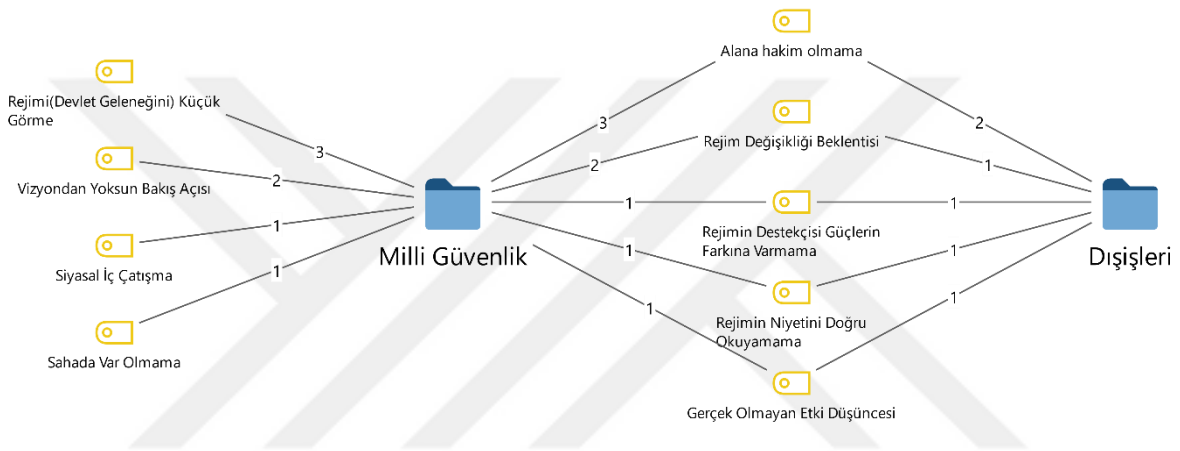 Alana hakim olmama
Rejimi(Devlet Geleneğini) Küçük
Görme
3
3
2
Rejim Değişikliği Beklentisi
2
1
Vizyondan Yoksun Bakış Açısı
2
1
1
1
Milli Güvenlik
Dışişleri
Rejimin Destekçisi Güçlerin
Farkına Varmama
Siyasal İç Çatışma
1
1
1
Rejimin Niyetini Doğru
Okuyamama
1
1
Sahada Var Olmama
Gerçek Olmayan Etki Düşüncesi